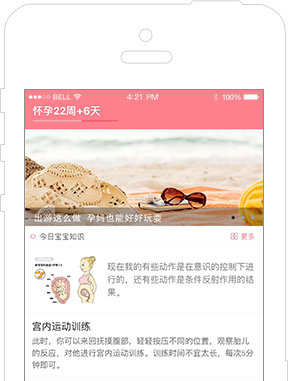 BELL 4:21 PM 100%
怀孕22周+6天
出游这么做 孕妈也能好好玩耍
今日宝宝知识 更多
现在我的有些动作是在意识的控制下进
行的，还有些动作是条件反射作用的结
果。
宫内运动训练
此时，你可以来回抚摸腹部，轻轻按压不同的位置，观察胎儿
的反应，对他进行宫内运动训练。训练时间不宜太长，每次5分
钟即可。